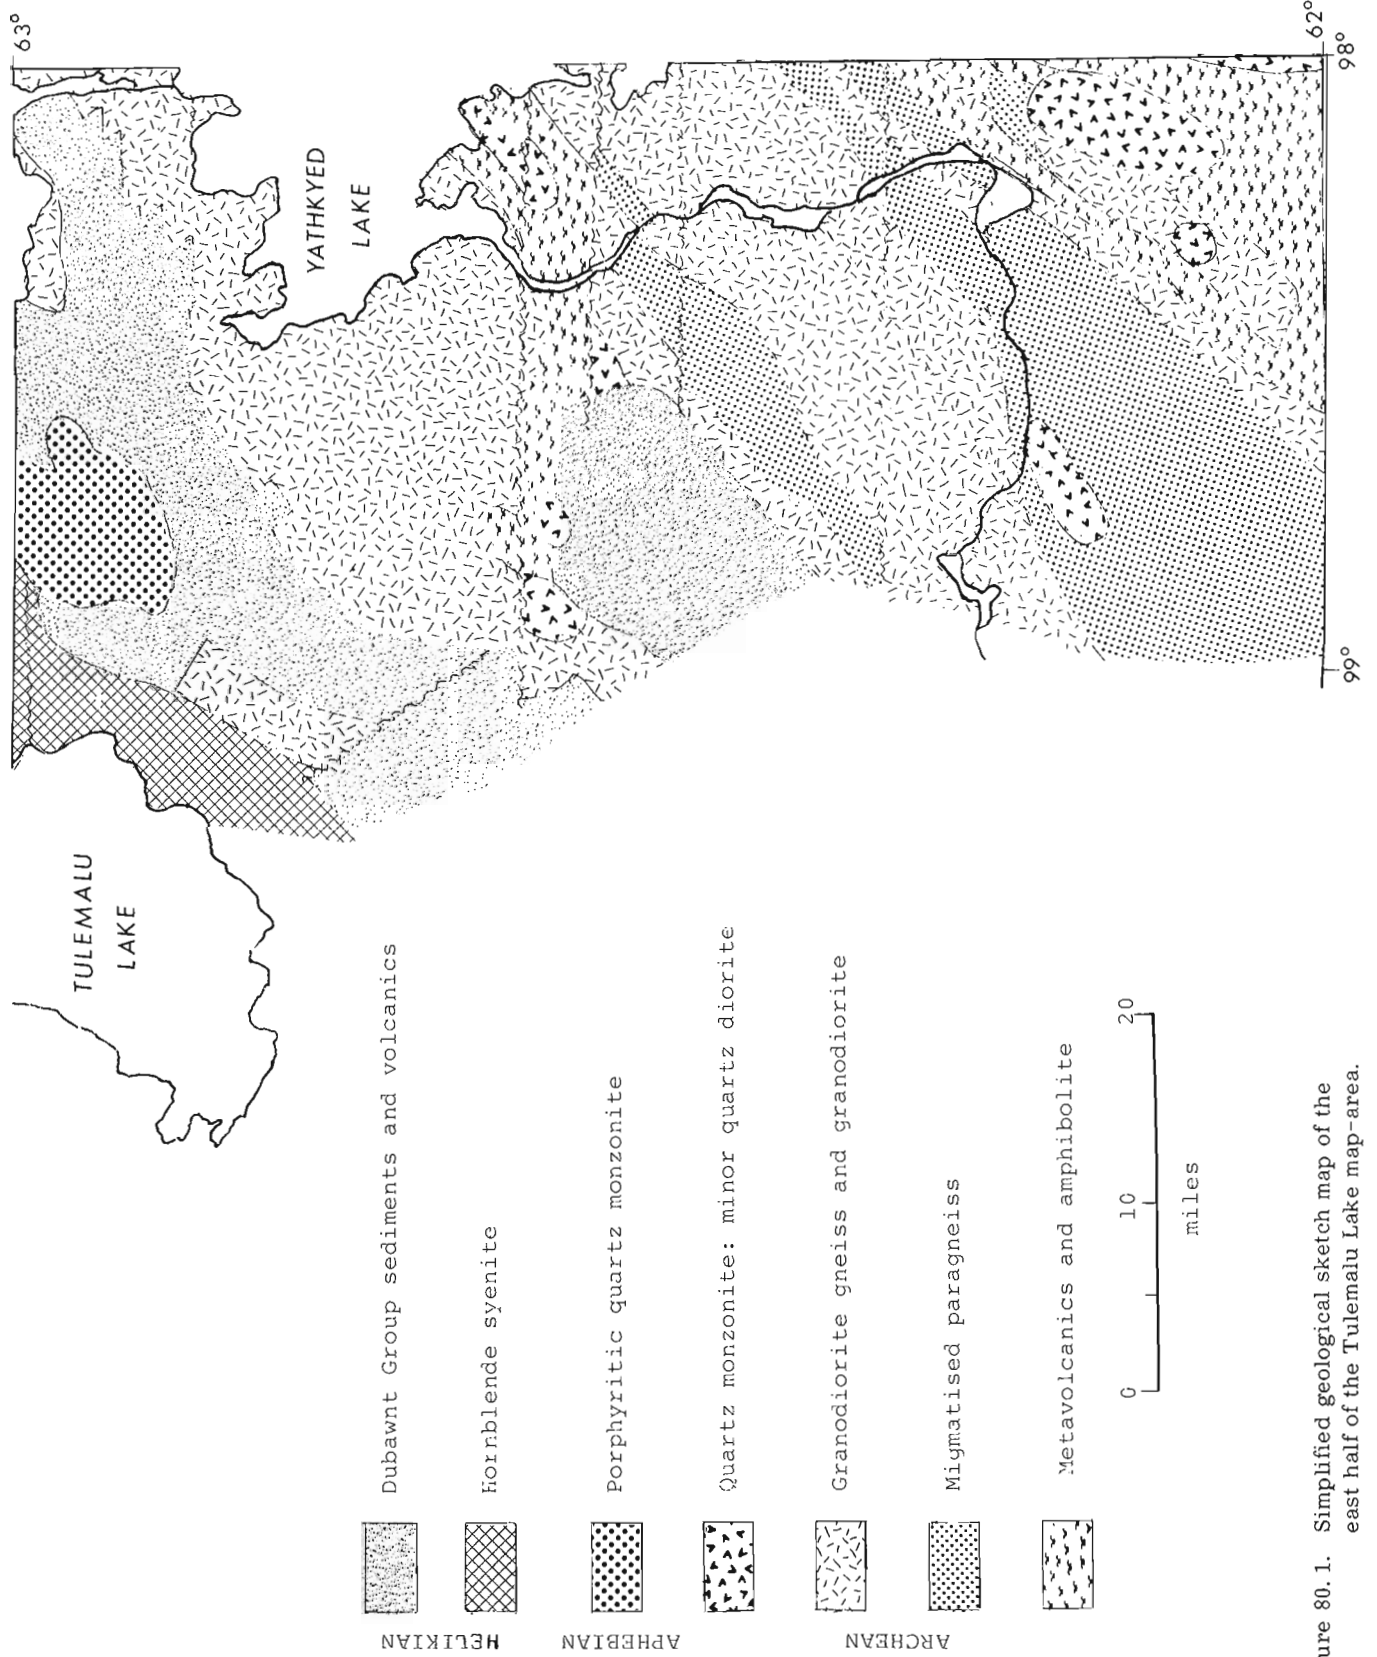 63°
YATHKYED
LAKE
TULEMALU
LAKE
62°
98°
99°
HELIKIAN
Dubawnt Group sediments and volcanics
Hornblende syenite
APHEBIAN
Porphyritic quartz monzonite
Quartz monzonite: minor quartz diorite
ARCHEAN
Granodiorite gneiss and granodiorite
Migmatised paragneiss
Metavolcanics and amphibolite
0 10 20
miles
ure 80.1. Simplified geological sketch map of the
east half of the Tulemalu Lake map-area.